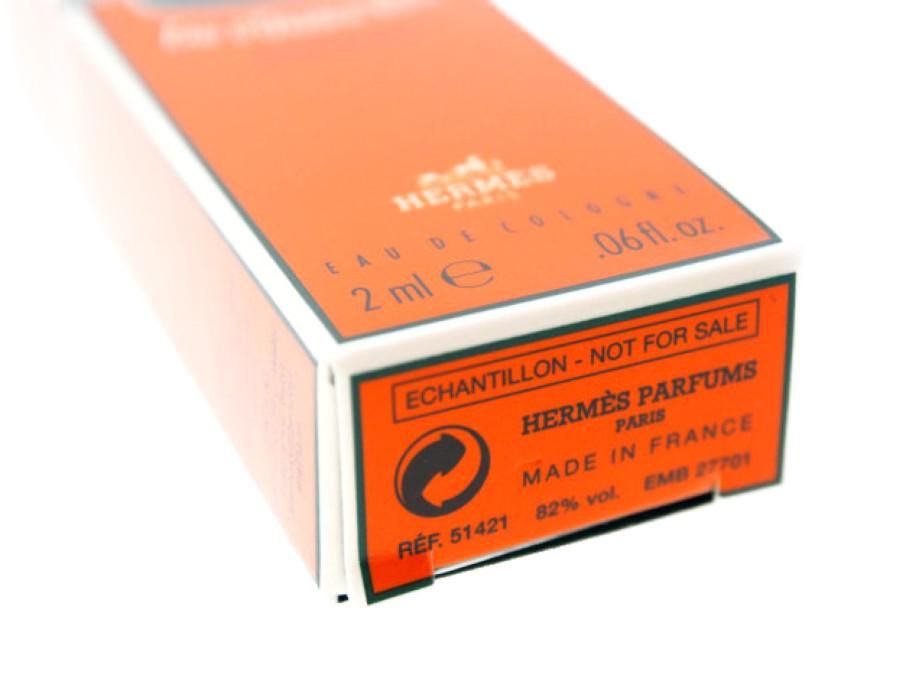 HERMES
PARIS
EAU DE COLOGNE
2 ml ℮ .06 fl.oz.
ECHANTILLON - NOT FOR SALE
HERMÈS PARFUMS
PARIS
MADE IN FRANCE
RÉF. 51421 82% vol. EMB 27701